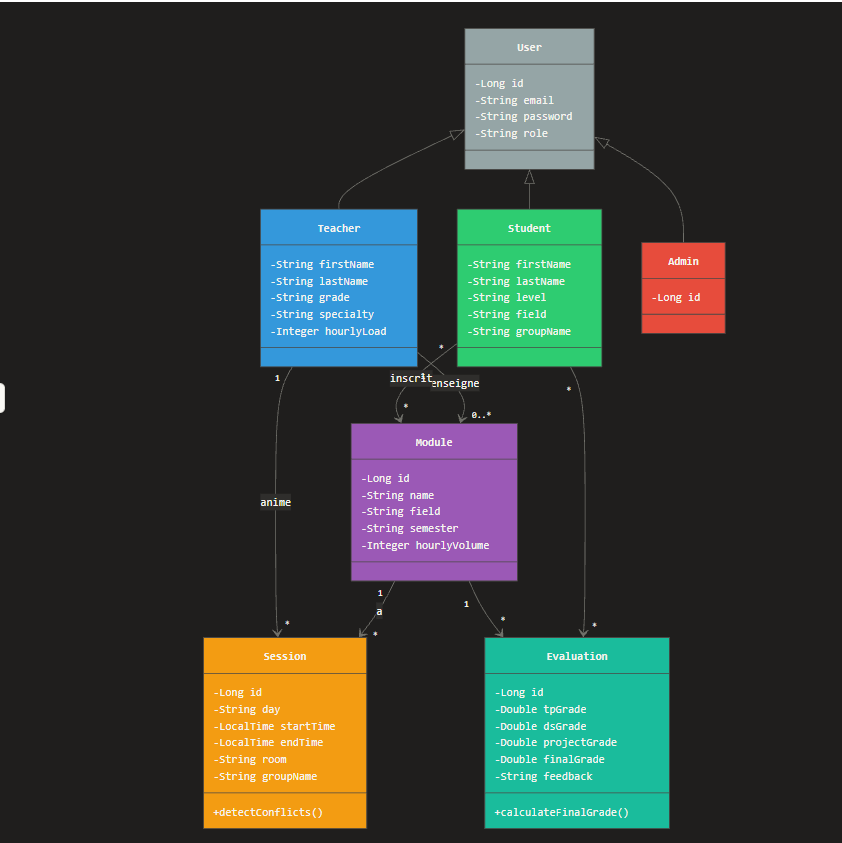 User
-Long id
-String email
-String password
-String role
Teacher
-String firstName
-String lastName
-String grade
-String specialty
-Integer hourlyLoad
Student
-String firstName
-String lastName
-String level
-String field
-String groupName
Admin
-Long id
1
*
inscrit
1
enseigne
*
*
0..*
Module
-Long id
-String name
-String field
-String semester
-Integer hourlyVolume
anime
1
a
1
*
*
*
*
Session
-Long id
-String day
-LocalTime startTime
-LocalTime endTime
-String room
-String groupName
+detectConflicts()
Evaluation
-Long id
-Double tpGrade
-Double dsGrade
-Double projectGrade
-Double finalGrade
-String feedback
+calculateFinalGrade()